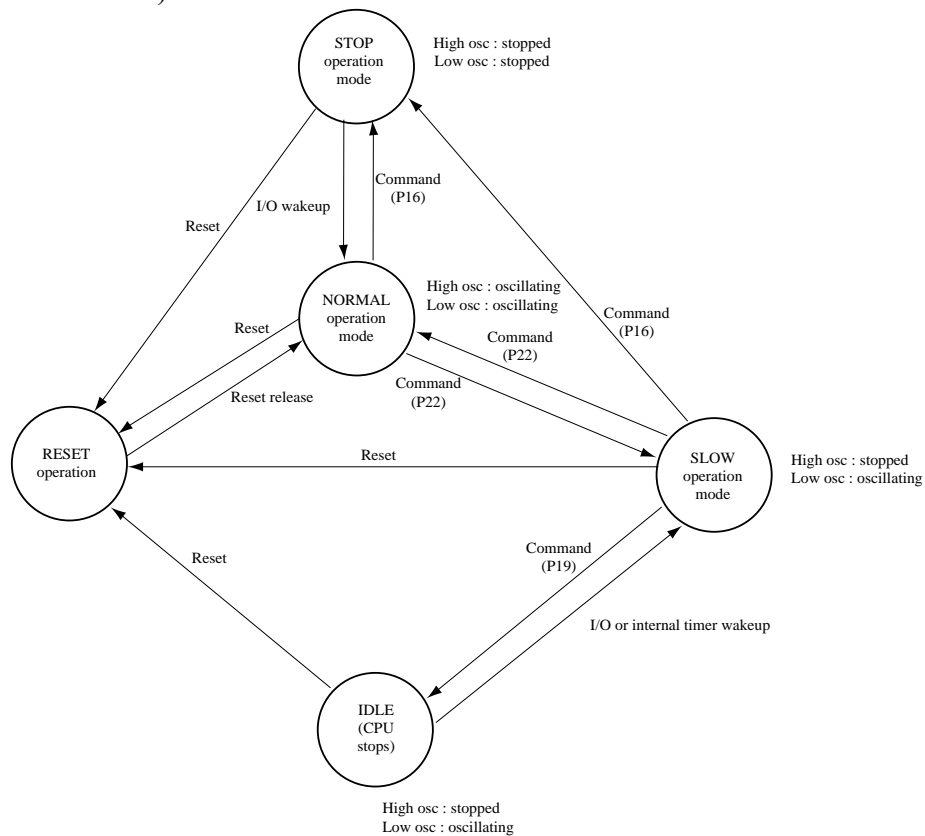 )
STOP
operation
mode
High osc : stopped
Low osc : stopped
Command
(P16)
I/O wakeup
Reset
NORMAL
operation
mode
High osc : oscillating
Low osc : oscillating
Command
(P16)
Reset
Command
(P22)
Command
(P22)
Reset release
RESET
operation
Reset
SLOW
operation
mode
High osc : stopped
Low osc : oscillating
Reset
Command
(P19)
I/O or internal timer wakeup
IDLE
(CPU
stops)
High osc : stopped
Low osc : oscillating